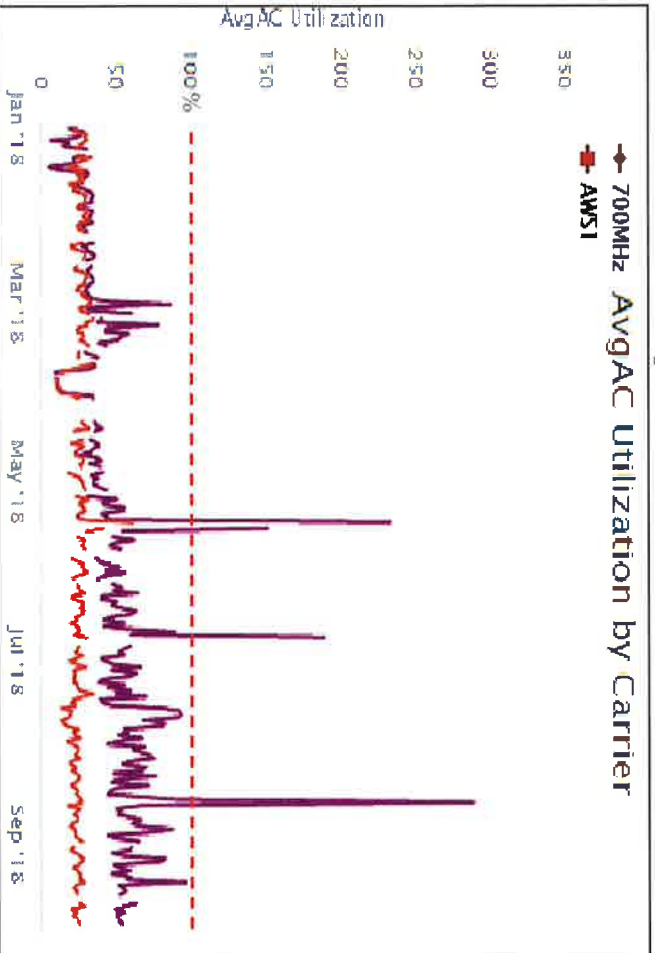 AvgAC Utilization by Carrier
700MHz
AWS1
AvgAC Utilization
350
300
250
200
150
100%
50
0
Jan '18
Mar '18
May '18
Jul '18
Sep '18